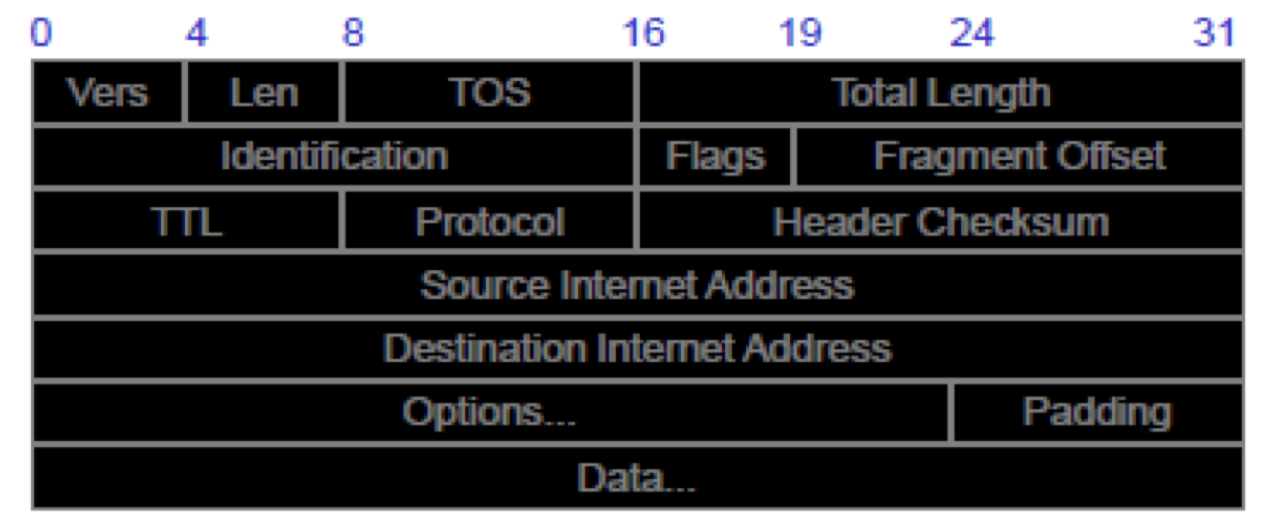 0 4 8 16 19 24 31
Vers Len TOS Total Length
Identification Flags Fragment Offset
TTL Protocol Header Checksum
Source Internet Address
Destination Internet Address
Options... Padding
Data...